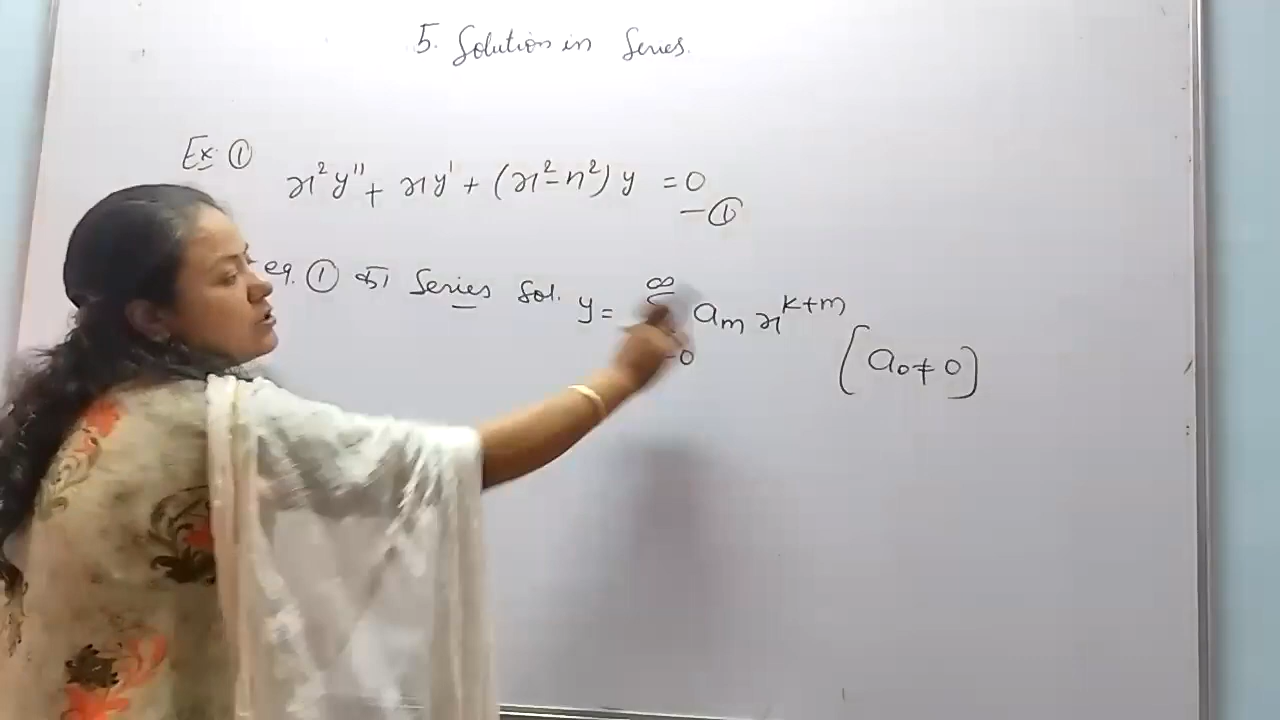 5. Solution in Series.
Ex. ①
x²y'' + xy' + (x²-n²)y = 0
-①
eq. ① का Series Sol. y = ∞ Σ -0 aₘ x^{k+m}
[a₀≠0]